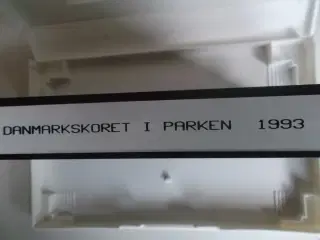 DANMARKSKORET I PARKEN 1993